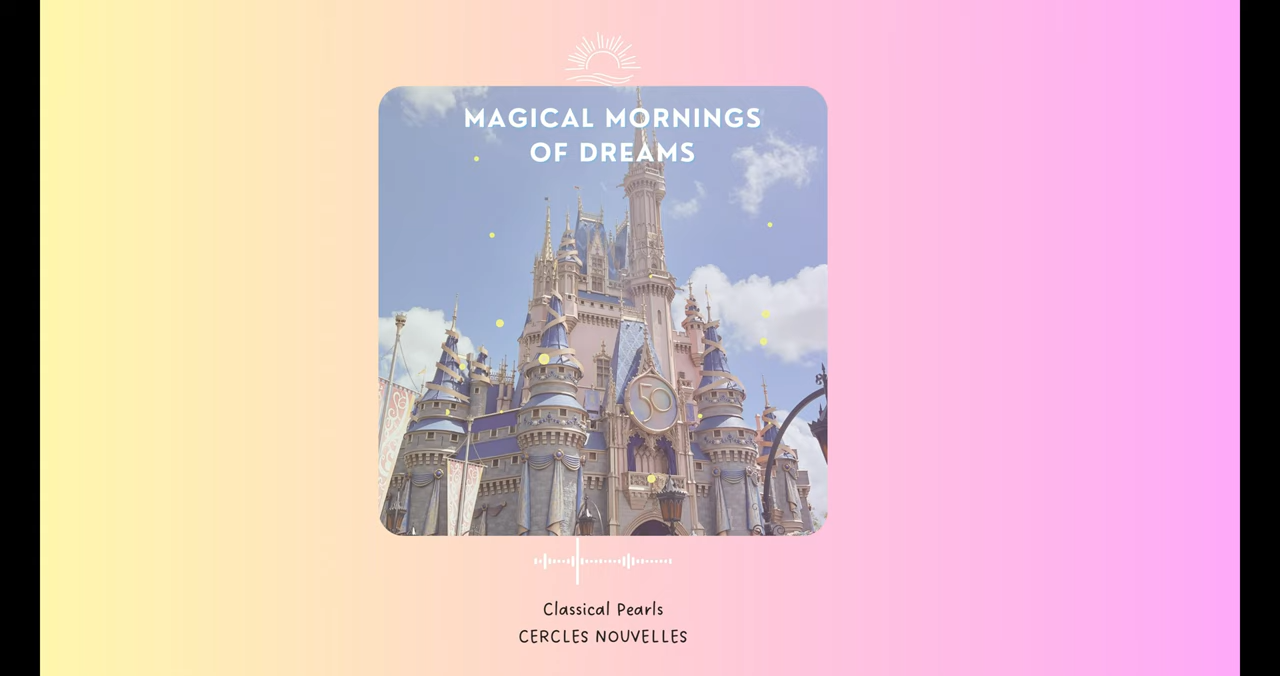 MAGICAL MORNINGS
OF DREAMS
50
Classical Pearls
CERCLES NOUVELLES